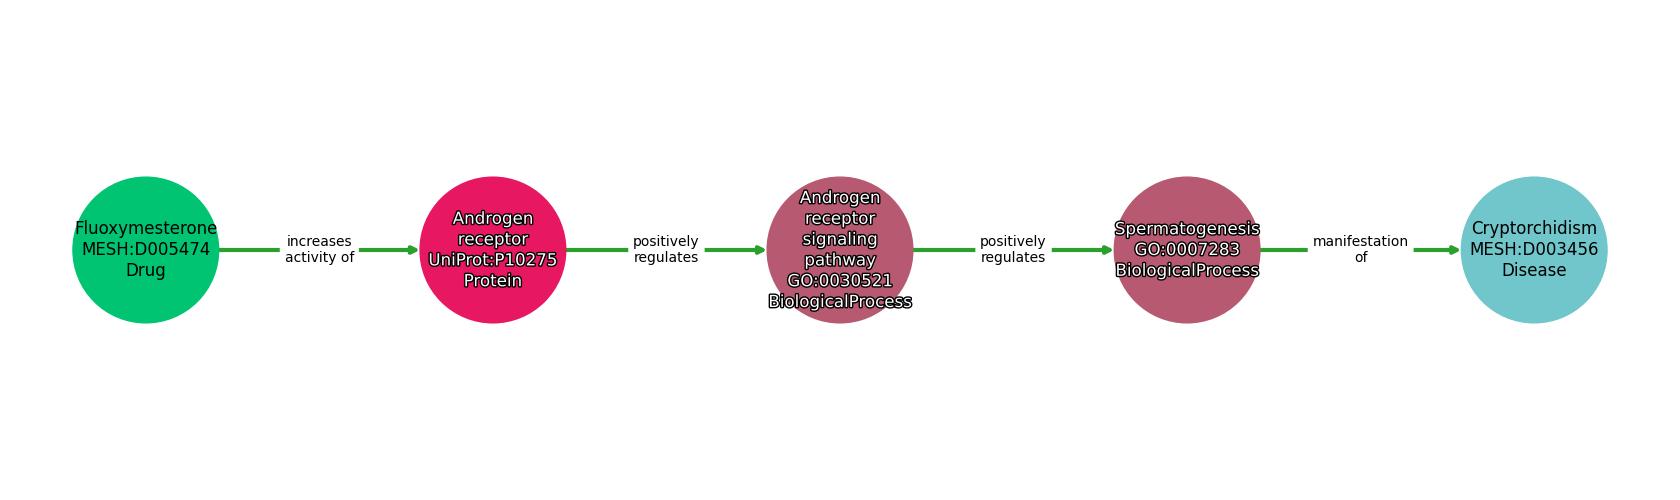 Fluoxymesterone
MESH:D005474
Drug
increases
activity of
Androgen
receptor
UniProt:P10275
Protein
positively
regulates
Androgen
receptor
signaling
pathway
GO:0030521
BiologicalProcess
positively
regulates
Spermatogenesis
GO:0007283
BiologicalProcess
manifestation
of
Cryptorchidism
MESH:D003456
Disease